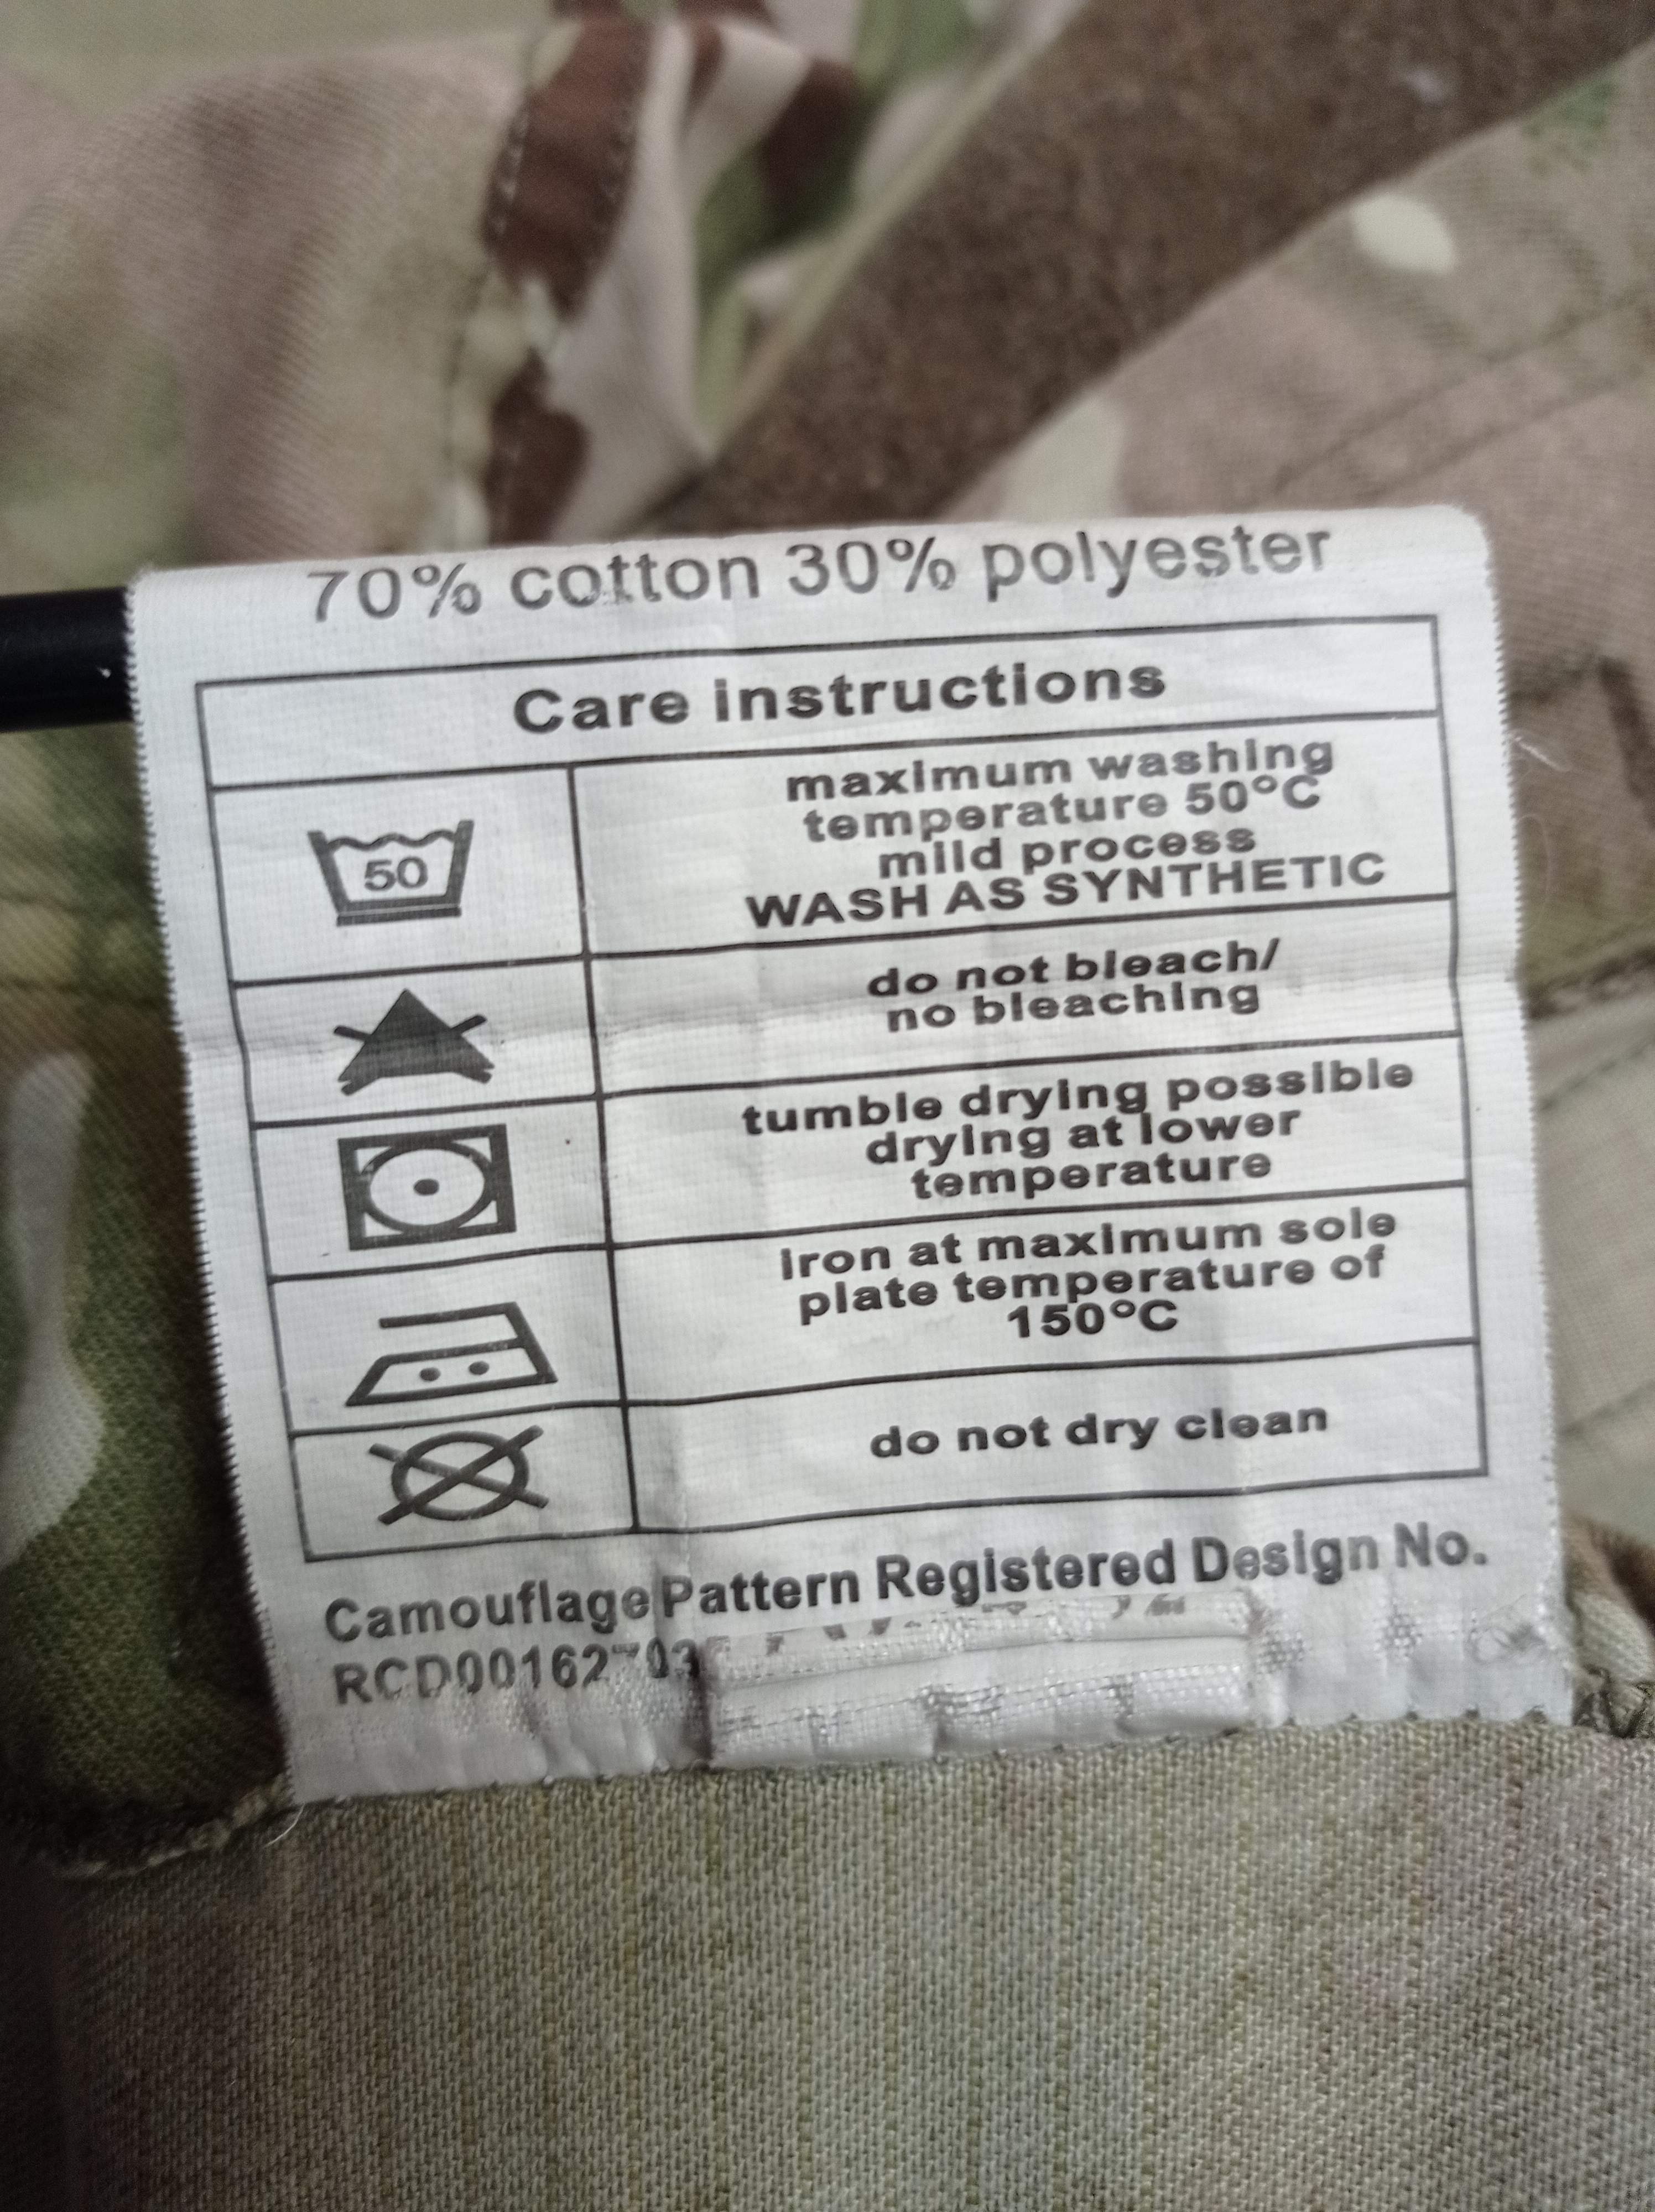 70% cotton 30% polyester
Care instructions
50
maximum washing
temperature 50°C
mild process
WASH AS SYNTHETIC
do not bleach/
no bleaching
tumble drying possible
drying at lower
temperature
iron at maximum sole
plate temperature of
150°C
do not dry clean
Camouflage Pattern Registered Design No.